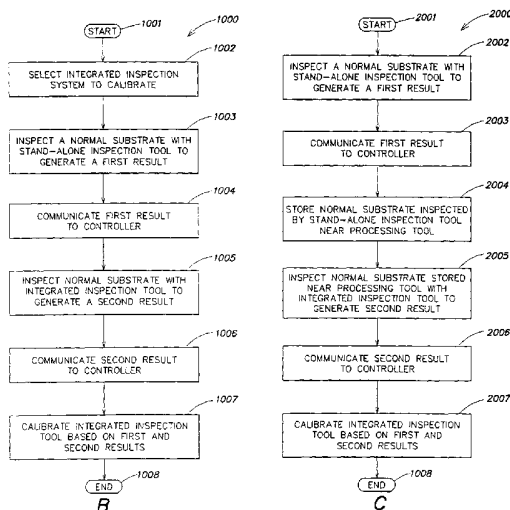 1001
1000
START
1002
SELECT INTEGRATED INSPECTION
SYSTEM TO CALIBRATE
1003
INSPECT A NORMAL SUBSTRATE WITH
STAND-ALONE INSPECTION TOOL TO
GENERATE A FIRST RESULT
1004
COMMUNICATE FIRST RESULT
TO CONTROLLER
1005
INSPECT NORMAL SUBSTRATE WITH
INTEGRATED INSPECTION TOOL TO
GENERATE A SECOND RESULT
1006
COMMUNICATE SECOND RESULT
TO CONTROLLER
1007
CALIBRATE INTEGRATED INSPECTION
TOOL BASED ON FIRST AND
SECOND RESULTS
1008
END
B
2001
2000
START
2002
INSPECT A NORMAL SUBSTRATE WITH
STAND-ALONE INSPECTION TOOL TO
GENERATE A FIRST RESULT
2003
COMMUNICATE FIRST RESULT
TO CONTROLLER
2004
STORE NORMAL SUBSTRATE INSPECTED
BY STAND-ALONE INSPECTION TOOL
NEAR PROCESSING TOOL
2005
INSPECT NORMAL SUBSTRATE STORED
NEAR PROCESSING TOOL WITH
INTEGRATED INSPECTION TOOL TO
GENERATE SECOND RESULT
2006
COMMUNICATE SECOND RESULT
TO CONTROLLER
2007
CALIBRATE INTEGRATED INSPECTION
TOOL BASED ON FIRST AND
SECOND RESULTS
1008
END
C